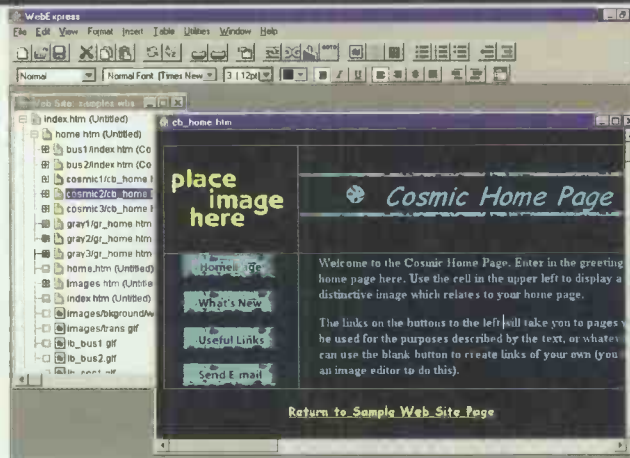 WebExpress
File Edit View Format Insert Table Utilities Window Help
GOTO
Normal Normal Font (Times New 3 | 12pt B I U
Web Site: samples.wbs
index.htm (Untitled)
home.htm (Untitled)
bus1/index.htm (Co
bus2/index.htm (Co
cosmic1/cb_home.h
cosmic2/cb_home.h
cosmic3/cb_home.h
gray1/gr_home.htm
gray2/gr_home.htm
gray3/gr_home.htm
home.htm (Untitled)
images.htm (Untitle
index.htm (Untitled)
images/bkground/w
images/trans.gif
lb_bus1.gif
lb_bus2.gif
cb_home.htm
place
image
here
Cosmic Home Page
Home Page
What's New
Useful Links
Send E-mail
Welcome to the Cosmic Home Page. Enter in the greeting
home page here. Use the cell in the upper left to display a
distinctive image which relates to your home page.
The links on the buttons to the left will take you to pages
be used for the purposes described by the text, or whatev
can use the blank button to create links of your own (you
an image editor to do this).
Return to Sample Web Site Page